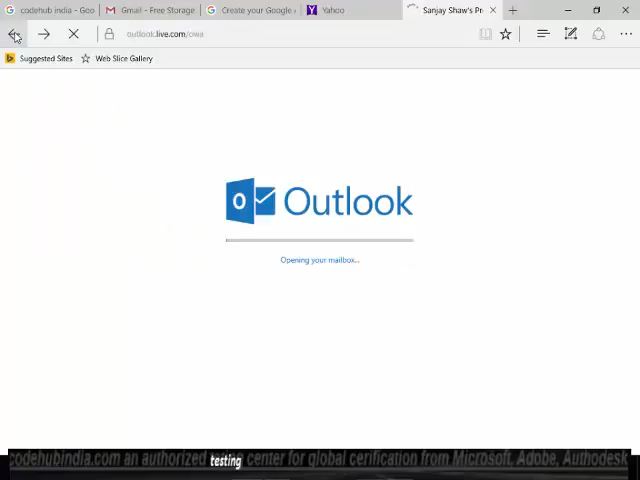 codehub india - Goo
Gmail - Free Storage
Create your Google A
Yahoo
Sanjay Shaw's Pr
outlook.live.com/owa
Suggested Sites
Web Slice Gallery
Outlook
Opening your mailbox...
codehubindia.com an authorized testing center for global cerification from Microsoft, Adobe, Authodesk